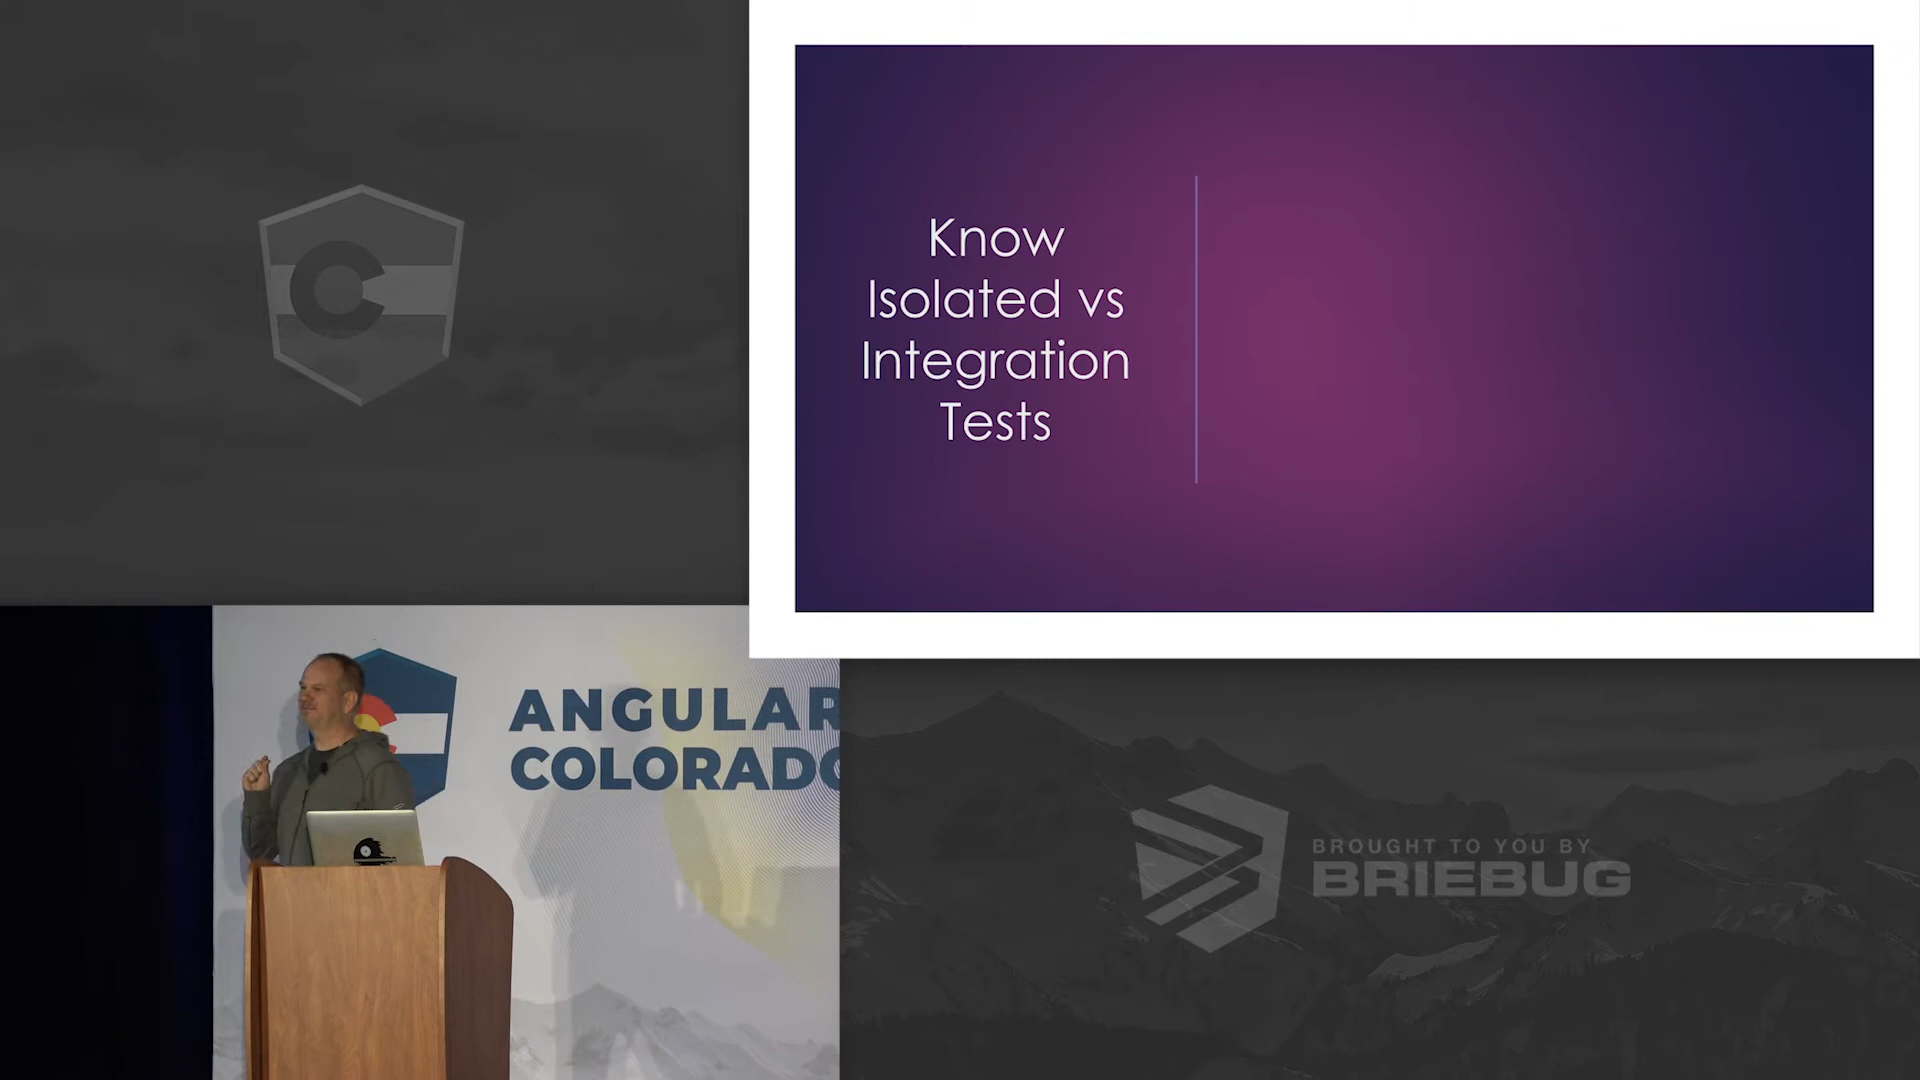 Know
Isolated vs
Integration
Tests
ANGULAR
COLORADO
BROUGHT TO YOU BY
BRIEBUG